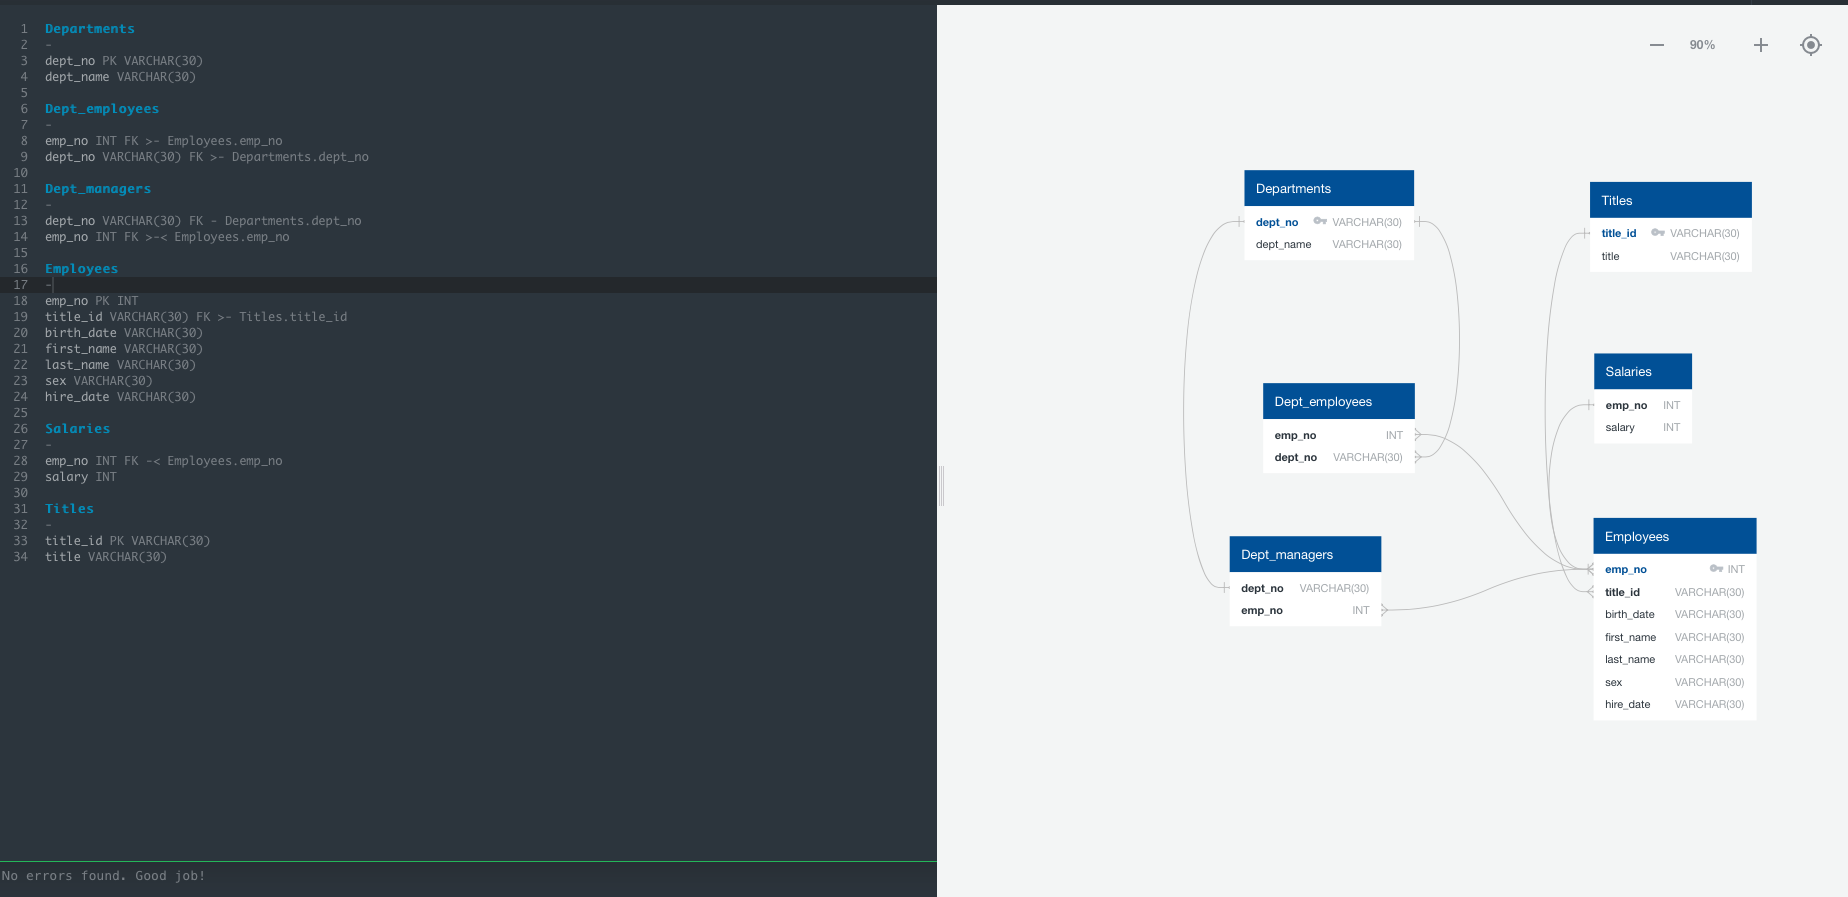 1 Departments
2 -
3 dept_no PK VARCHAR(30)
4 dept_name VARCHAR(30)
5
6 Dept_employees
7 -
8 emp_no INT FK >- Employees.emp_no
9 dept_no VARCHAR(30) FK >- Departments.dept_no
10
11 Dept_managers
12 -
13 dept_no VARCHAR(30) FK - Departments.dept_no
14 emp_no INT FK >-< Employees.emp_no
15
16 Employees
17 -
18 emp_no PK INT
19 title_id VARCHAR(30) FK >- Titles.title_id
20 birth_date VARCHAR(30)
21 first_name VARCHAR(30)
22 last_name VARCHAR(30)
23 sex VARCHAR(30)
24 hire_date VARCHAR(30)
25
26 Salaries
27 -
28 emp_no INT FK -< Employees.emp_no
29 salary INT
30
31 Titles
32 -
33 title_id PK VARCHAR(30)
34 title VARCHAR(30)
No errors found. Good job!
90%
Departments
dept_no VARCHAR(30)
dept_name VARCHAR(30)
Titles
title_id VARCHAR(30)
title VARCHAR(30)
Dept_employees
emp_no INT
dept_no VARCHAR(30)
Salaries
emp_no INT
salary INT
Dept_managers
dept_no VARCHAR(30)
emp_no INT
Employees
emp_no INT
title_id VARCHAR(30)
birth_date VARCHAR(30)
first_name VARCHAR(30)
last_name VARCHAR(30)
sex VARCHAR(30)
hire_date VARCHAR(30)